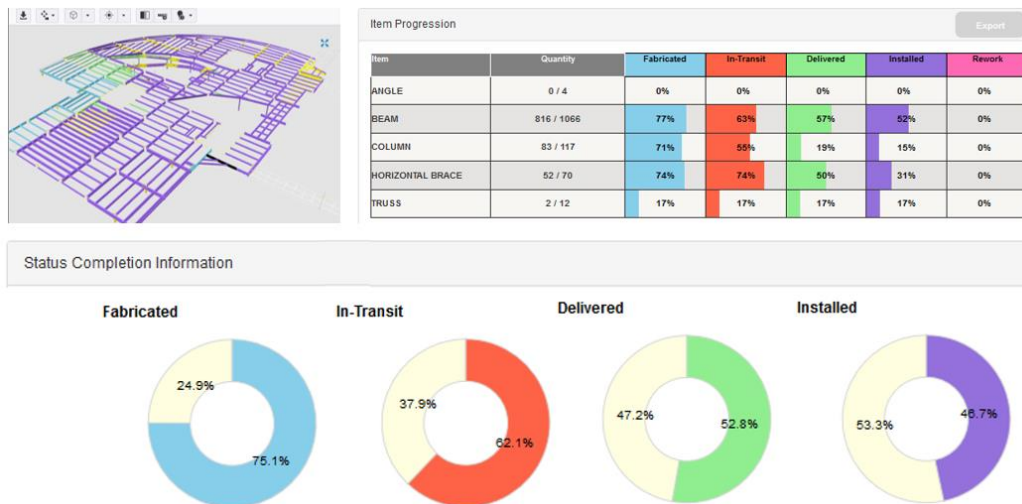 Item Progression
Export
Item Quantity Fabricated In-Transit Delivered Installed Rework
ANGLE 0 / 4 0% 0% 0% 0% 0%
BEAM 816 / 1066 77% 63% 57% 52% 0%
COLUMN 83 / 117 71% 55% 19% 15% 0%
HORIZONTAL BRACE 52 / 70 74% 74% 50% 31% 0%
TRUSS 2 / 12 17% 17% 17% 17% 0%
Status Completion Information
Fabricated In-Transit Delivered Installed
24.9% 37.9% 47.2% 53.3%
75.1% 62.1% 52.8% 46.7%